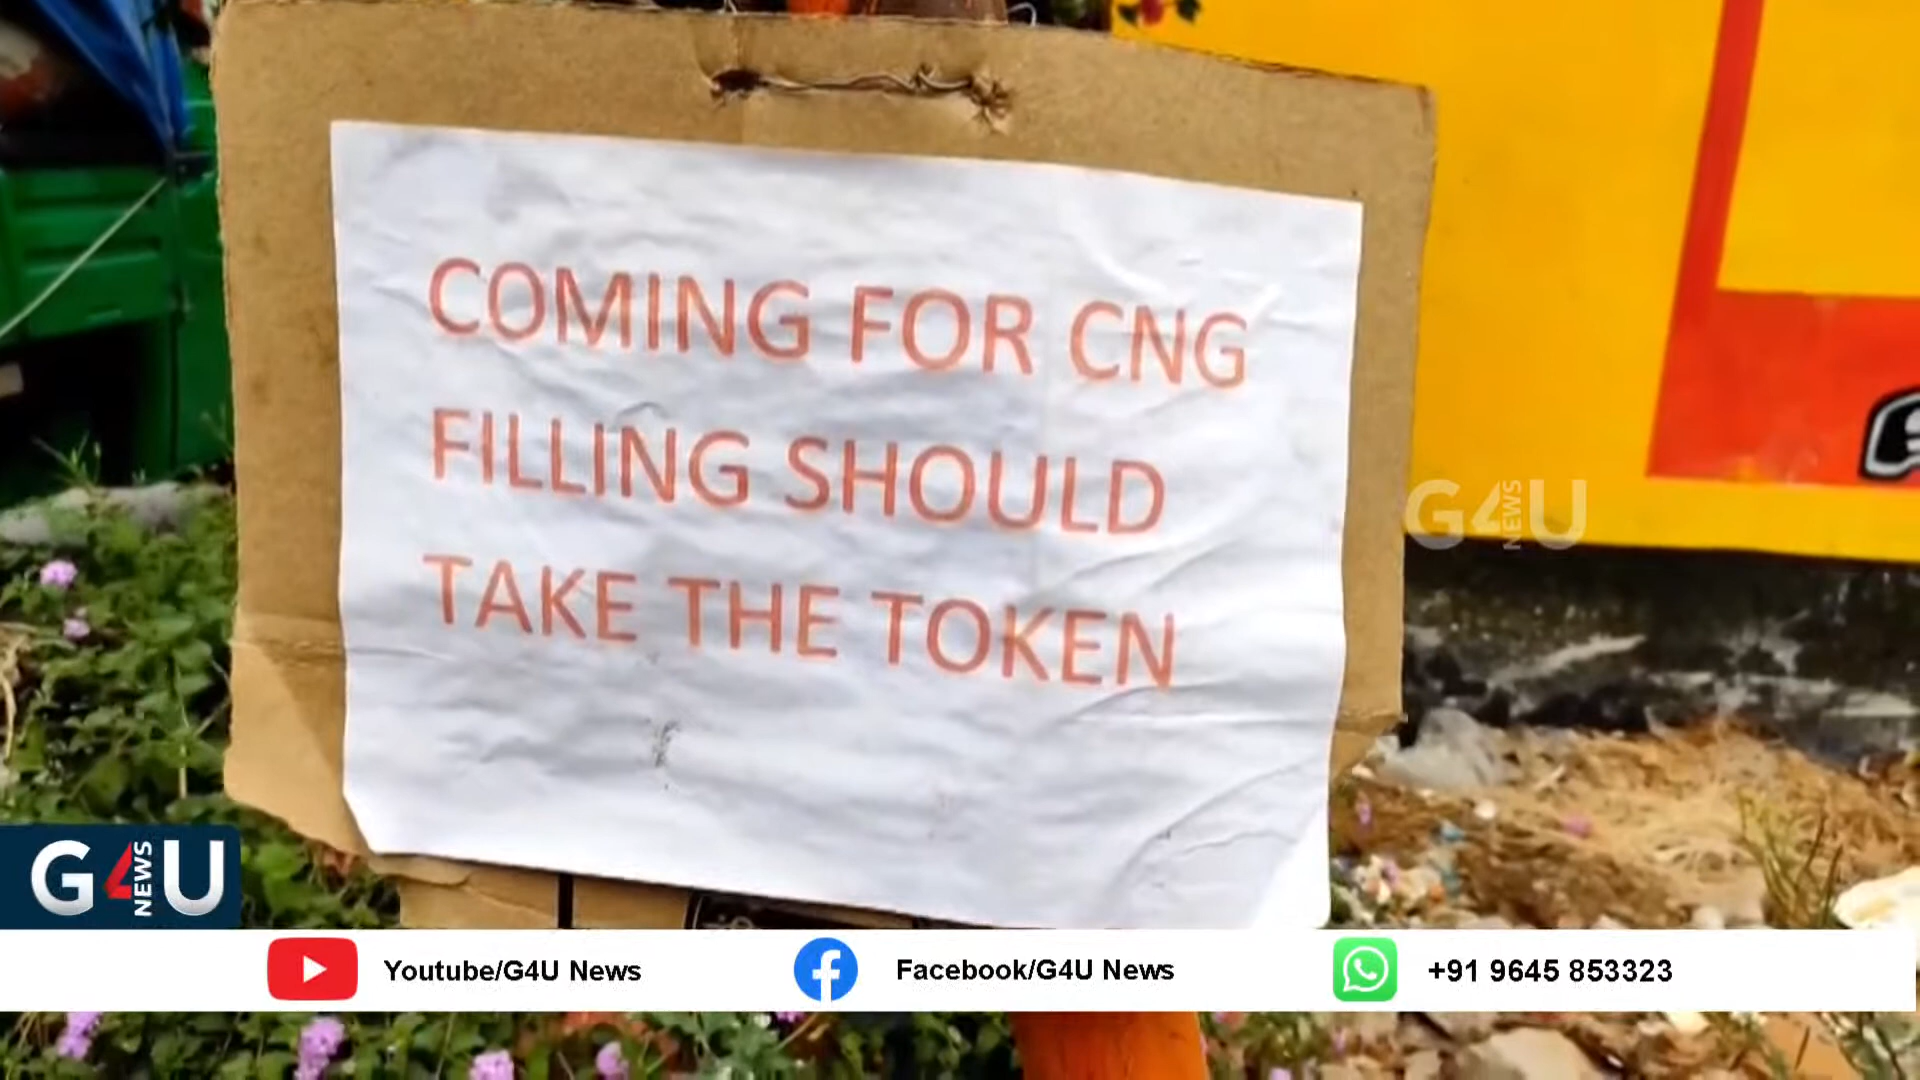 COMING FOR CNG
FILLING SHOULD
TAKE THE TOKEN
G4U NEWS
G4U NEWS
Youtube/G4U News
Facebook/G4U News
+91 9645 853323